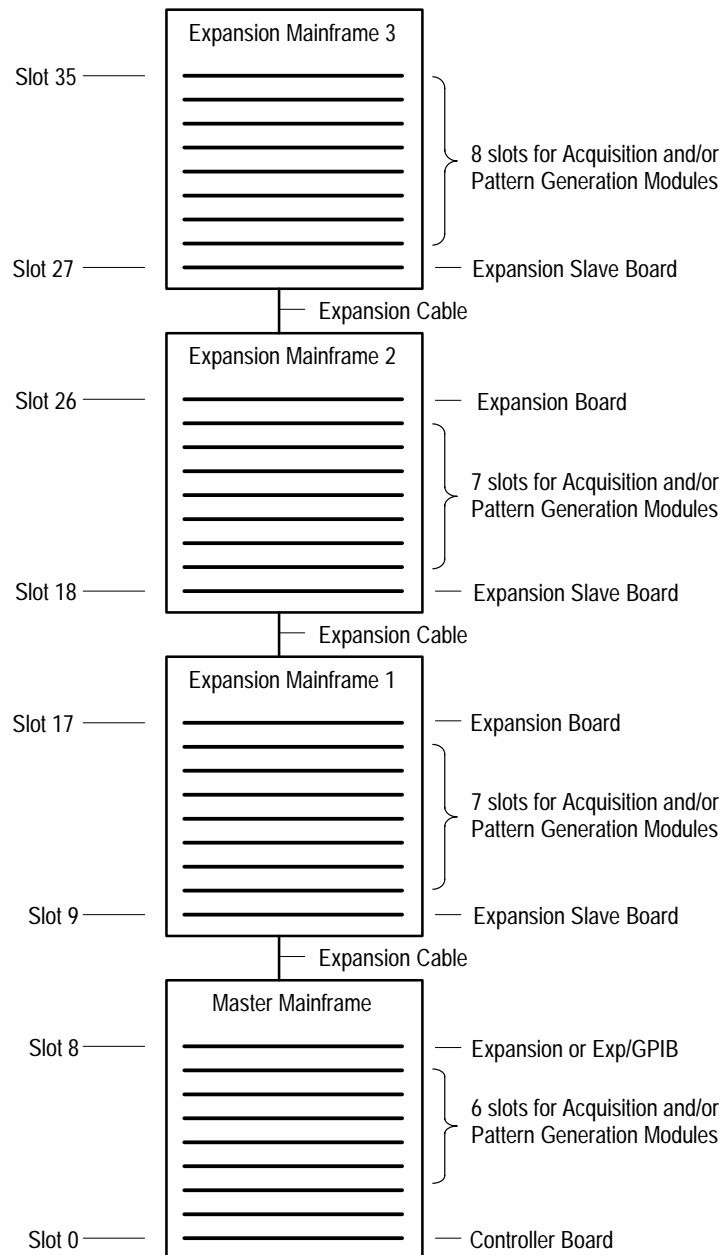 Expansion Mainframe 3
Slot 35
8 slots for Acquisition and/or
Pattern Generation Modules
Slot 27
Expansion Slave Board
Expansion Cable
Expansion Mainframe 2
Slot 26
Expansion Board
7 slots for Acquisition and/or
Pattern Generation Modules
Slot 18
Expansion Slave Board
Expansion Cable
Expansion Mainframe 1
Slot 17
Expansion Board
7 slots for Acquisition and/or
Pattern Generation Modules
Slot 9
Expansion Slave Board
Expansion Cable
Master Mainframe
Slot 8
Expansion or Exp/GPIB
6 slots for Acquisition and/or
Pattern Generation Modules
Slot 0
Controller Board